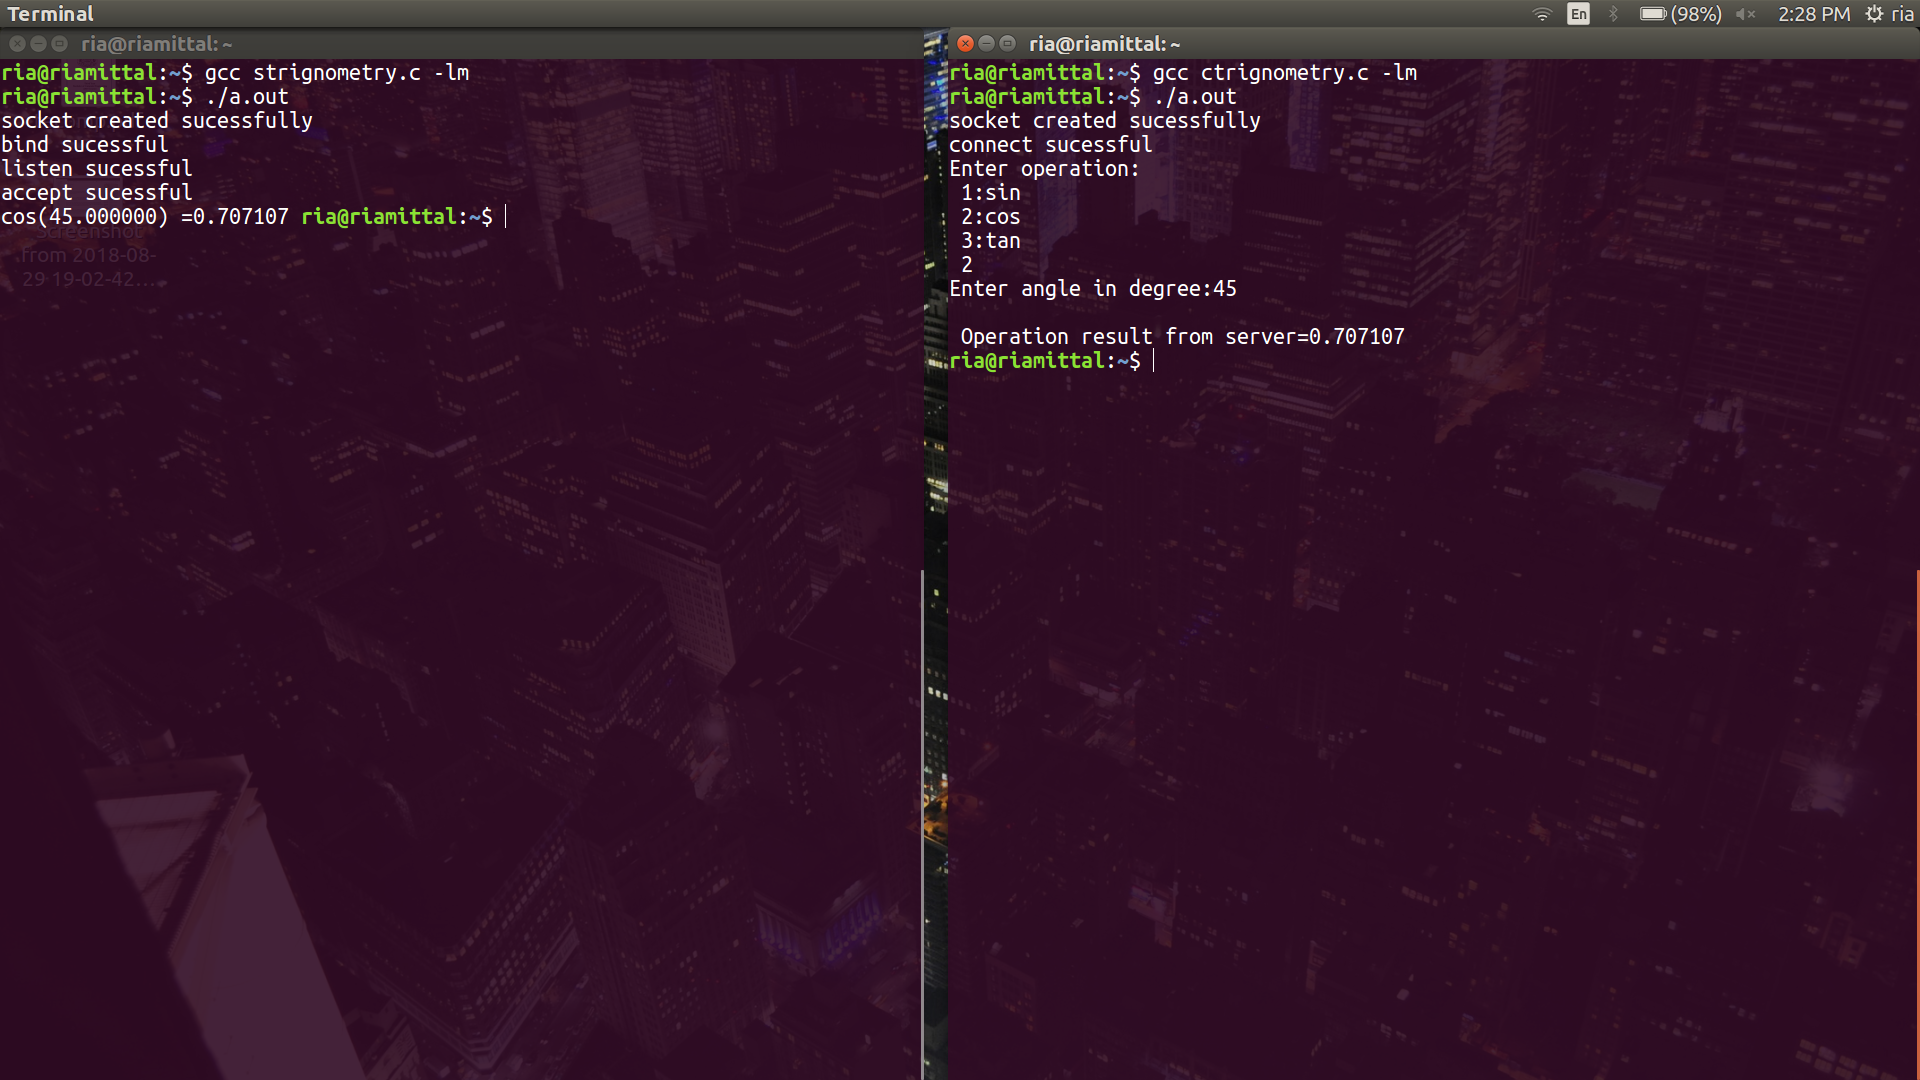 Terminal
En
(98%)
2:28 PM
ria
ria@riamittal: ~
ria@riamittal:~$ gcc strignometry.c -lm
ria@riamittal:~$ ./a.out
socket created sucessfully
bind sucessful
listen sucessful
accept sucessful
cos(45.000000) =0.707107 ria@riamittal:~$
Screenshot
from 2018-08-
29 19-02-42...
ria@riamittal: ~
ria@riamittal:~$ gcc ctrignometry.c -lm
ria@riamittal:~$ ./a.out
socket created sucessfully
connect sucessful
Enter operation:
1:sin
2:cos
3:tan
2
Enter angle in degree:45
Operation result from server=0.707107
ria@riamittal:~$